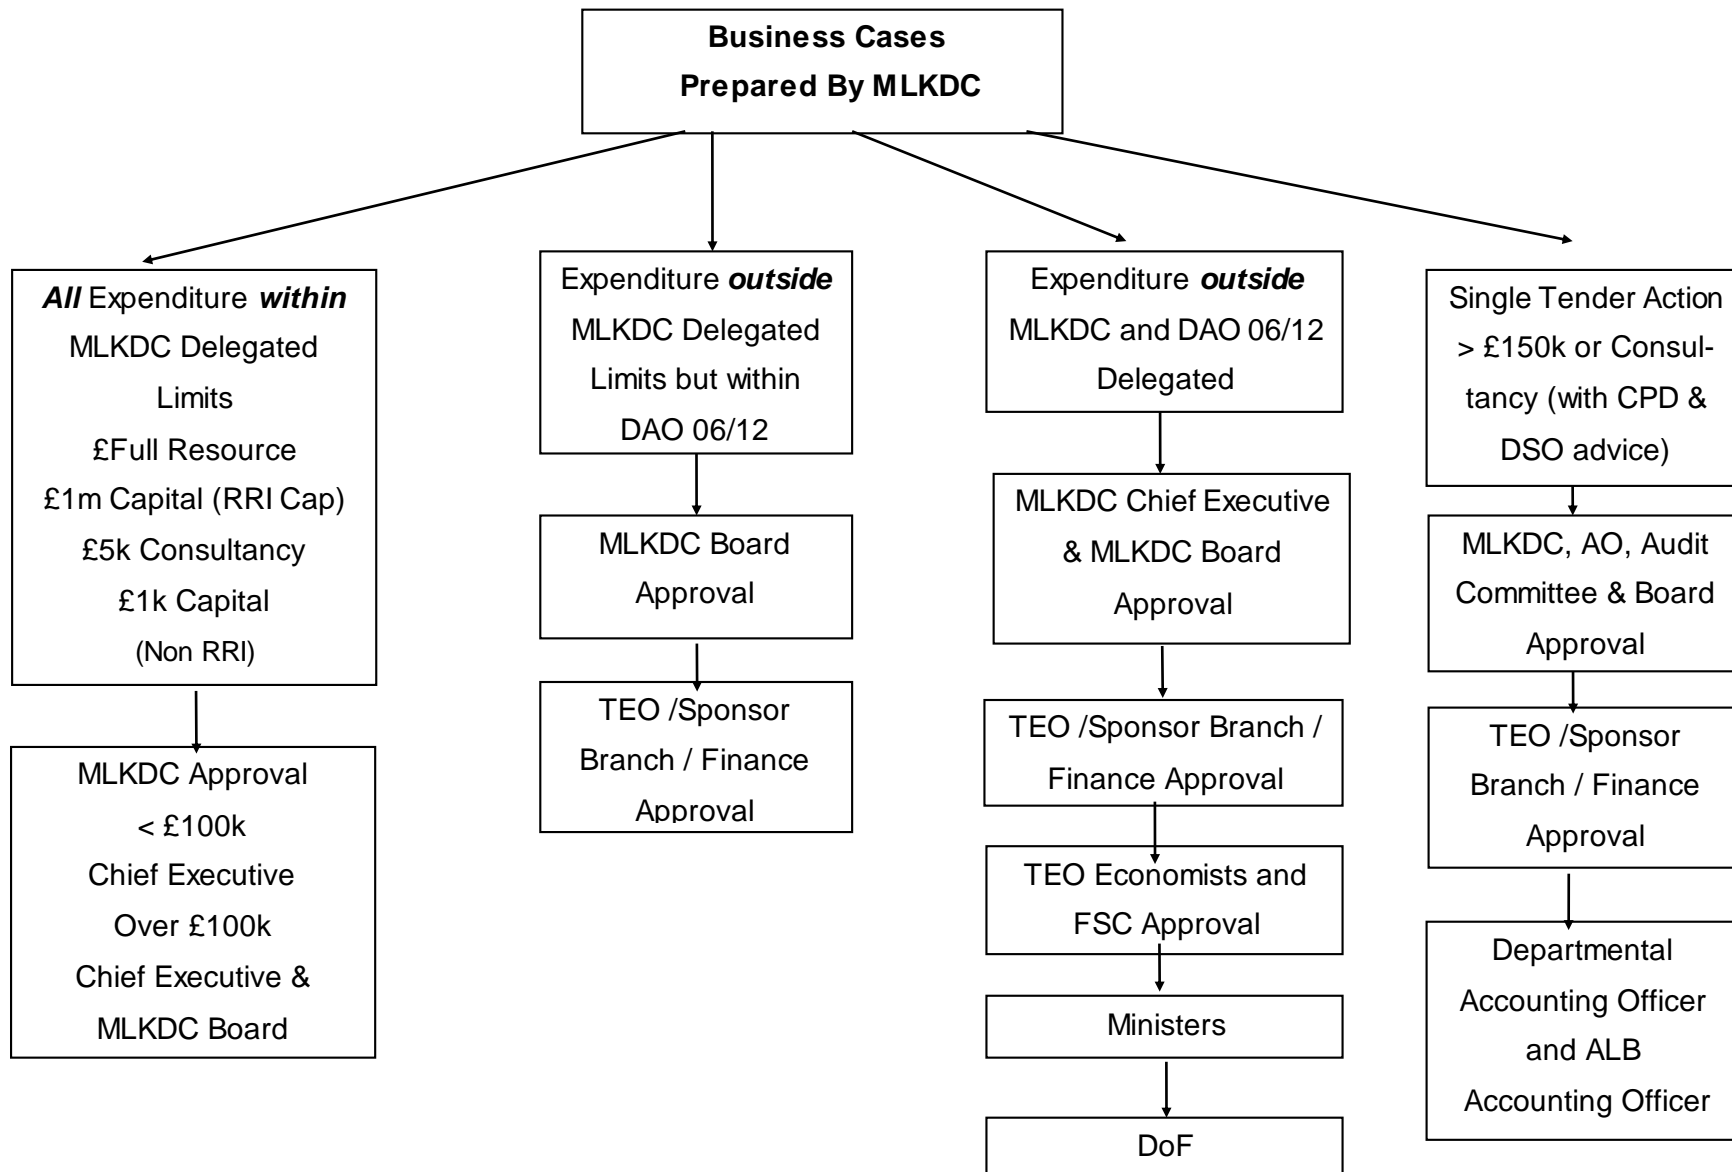 Business Cases
Prepared By MLKDC
All Expenditure within
MLKDC Delegated
Limits
£Full Resource
£1m Capital (RRI Cap)
£5k Consultancy
£1k Capital
(Non RRI)
MLKDC Approval
< £100k
Chief Executive
Over £100k
Chief Executive &
MLKDC Board
Expenditure outside
MLKDC Delegated
Limits but within
DAO 06/12
MLKDC Board
Approval
TEO /Sponsor
Branch / Finance
Approval
Expenditure outside
MLKDC and DAO 06/12
Delegated
MLKDC Chief Executive
& MLKDC Board
Approval
TEO /Sponsor Branch /
Finance Approval
TEO Economists and
FSC Approval
Ministers
DoF
Single Tender Action
> £150k or Consul-
tancy (with CPD &
DSO advice)
MLKDC, AO, Audit
Committee & Board
Approval
TEO /Sponsor
Branch / Finance
Approval
Departmental
Accounting Officer
and ALB
Accounting Officer